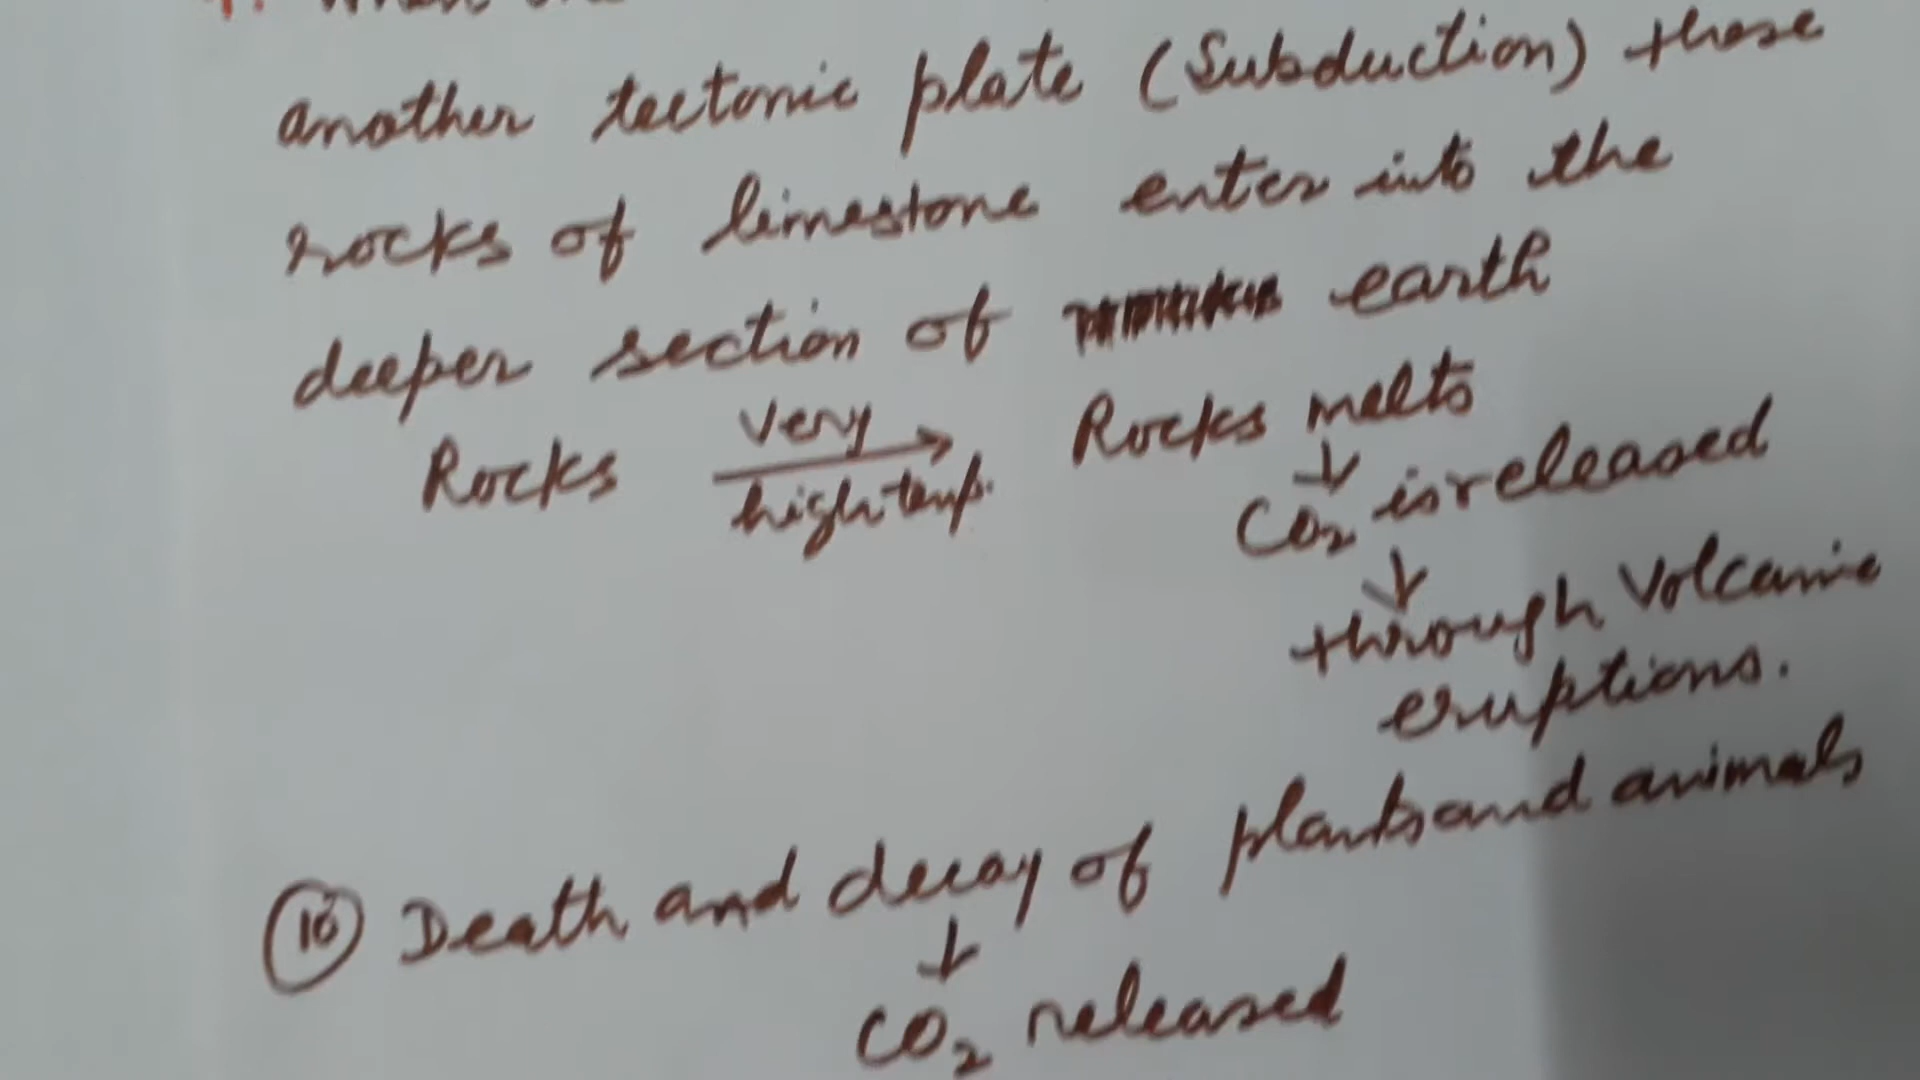 another tectonic plate (Subduction) these
rocks of limestone enter into the
deeper section of earth
Rocks very high temp. Rocks melts
↓
CO₂ is released
↓
through Volcanic
eruptions.
10 Death and decay of plants and animals
↓
CO₂ released